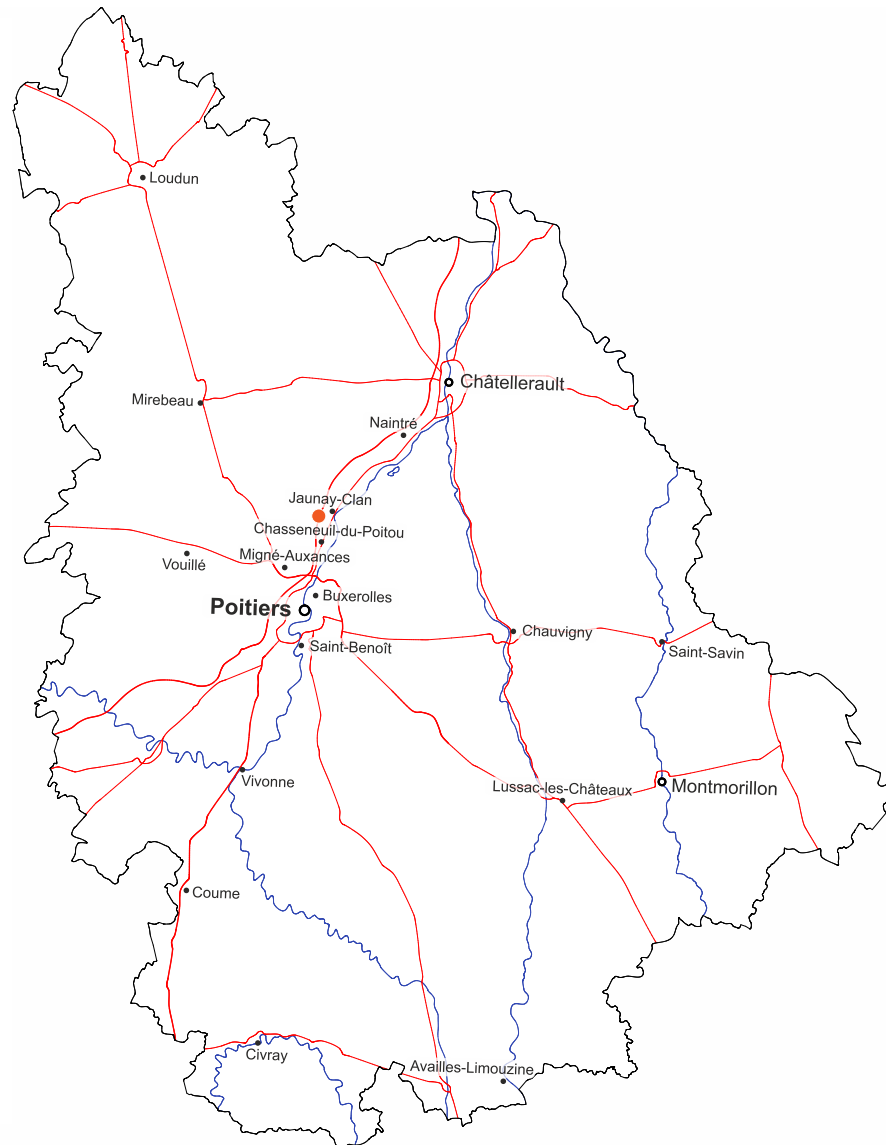 Loudun
Châtellerault
Mirebeau
Naintré
Jaunay-Clan
Chasseneuil-du-Poitou
Migné-Auxances
Vouillé
Buxerolles
Poitiers
Chauvigny
Saint-Benoît
Saint-Savin
Vivonne
Lussac-les-Châteaux
Montmorillon
Coume
Civray
Availles-Limouzine